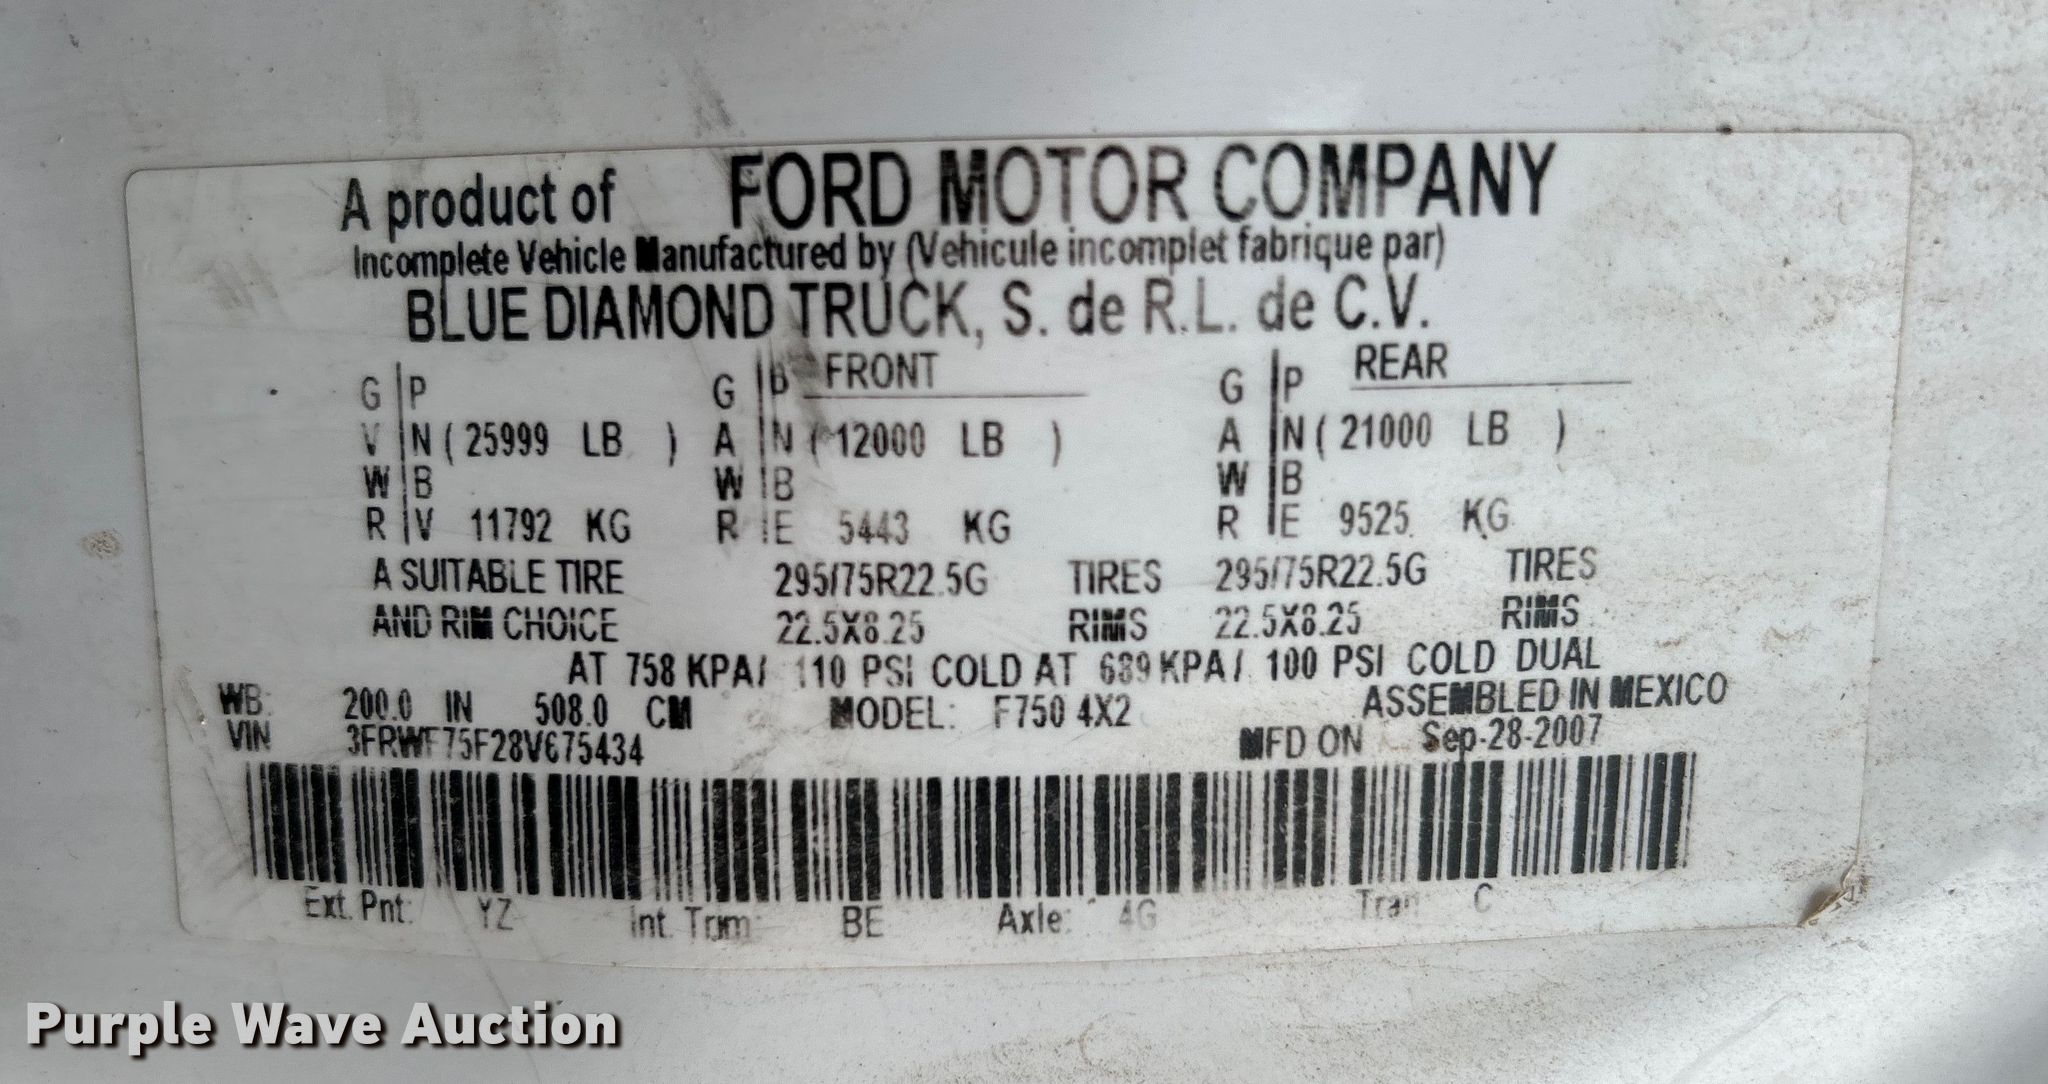 A product of FORD MOTOR COMPANY
Incomplete Vehicle Manufactured by (Vehicule incomplet fabrique par)
BLUE DIAMOND TRUCK, S. de R.L. de C.V.
G P G P FRONT G P REAR
V N ( 25999 LB ) A N ( 12000 LB ) A N ( 21000 LB )
W B W B W B
R V 11792 KG R E 5443 KG R E 9525 KG
A SUITABLE TIRE 295/75R22.5G TIRES 295/75R22.5G TIRES
AND RIM CHOICE 22.5X8.25 RIMS 22.5X8.25 RIMS
AT 758 KPA/ 110 PSI COLD AT 689 KPA/ 100 PSI COLD DUAL
WB: 200.0 IN 508.0 CM MODEL: F750 4X2 ASSEMBLED IN MEXICO
VIN 3FRWF75F28V675434 MFD ON Sep-28-2007
Ext. Pnt: YZ Int. Trim: BE Axle: 4G Tran C
Purple Wave Auction